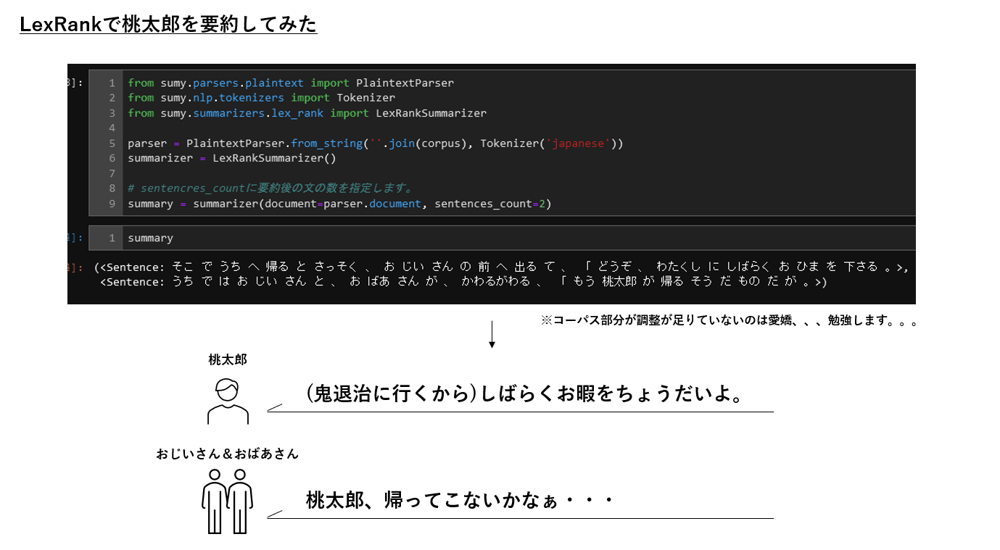 LexRankで桃太郎を要約してみた
3]:
1 from sumy.parsers.plaintext import PlaintextParser
2 from sumy.nlp.tokenizers import Tokenizer
3 from sumy.summarizers.lex_rank import LexRankSummarizer
4
5 parser = PlaintextParser.from_string(''.join(corpus), Tokenizer('japanese'))
6 summarizer = LexRankSummarizer()
7
8 # sentencres_countに要約後の文の数を指定します。
9 summary = summarizer(document=parser.document, sentences_count=2)
]:
1 summary
]: (<Sentence: そこ で うち へ 帰る と さっそく 、 お じい さん の 前 へ 出る て 、 「 どうぞ 、 わたくし に しばらく お ひま を 下さる 。>,
<Sentence: うち で は お じい さん と 、 お ばあ さん が 、 かわるがわる 、 「 もう 桃太郎 が 帰る そう だ もの だ が 。>)
※コーパス部分が調整が足りていないのは愛嬌、、、勉強します。。。
桃太郎
(鬼退治に行くから)しばらくお暇をちょうだいよ。
おじいさん＆おばあさん
桃太郎、帰ってこないかなぁ・・・